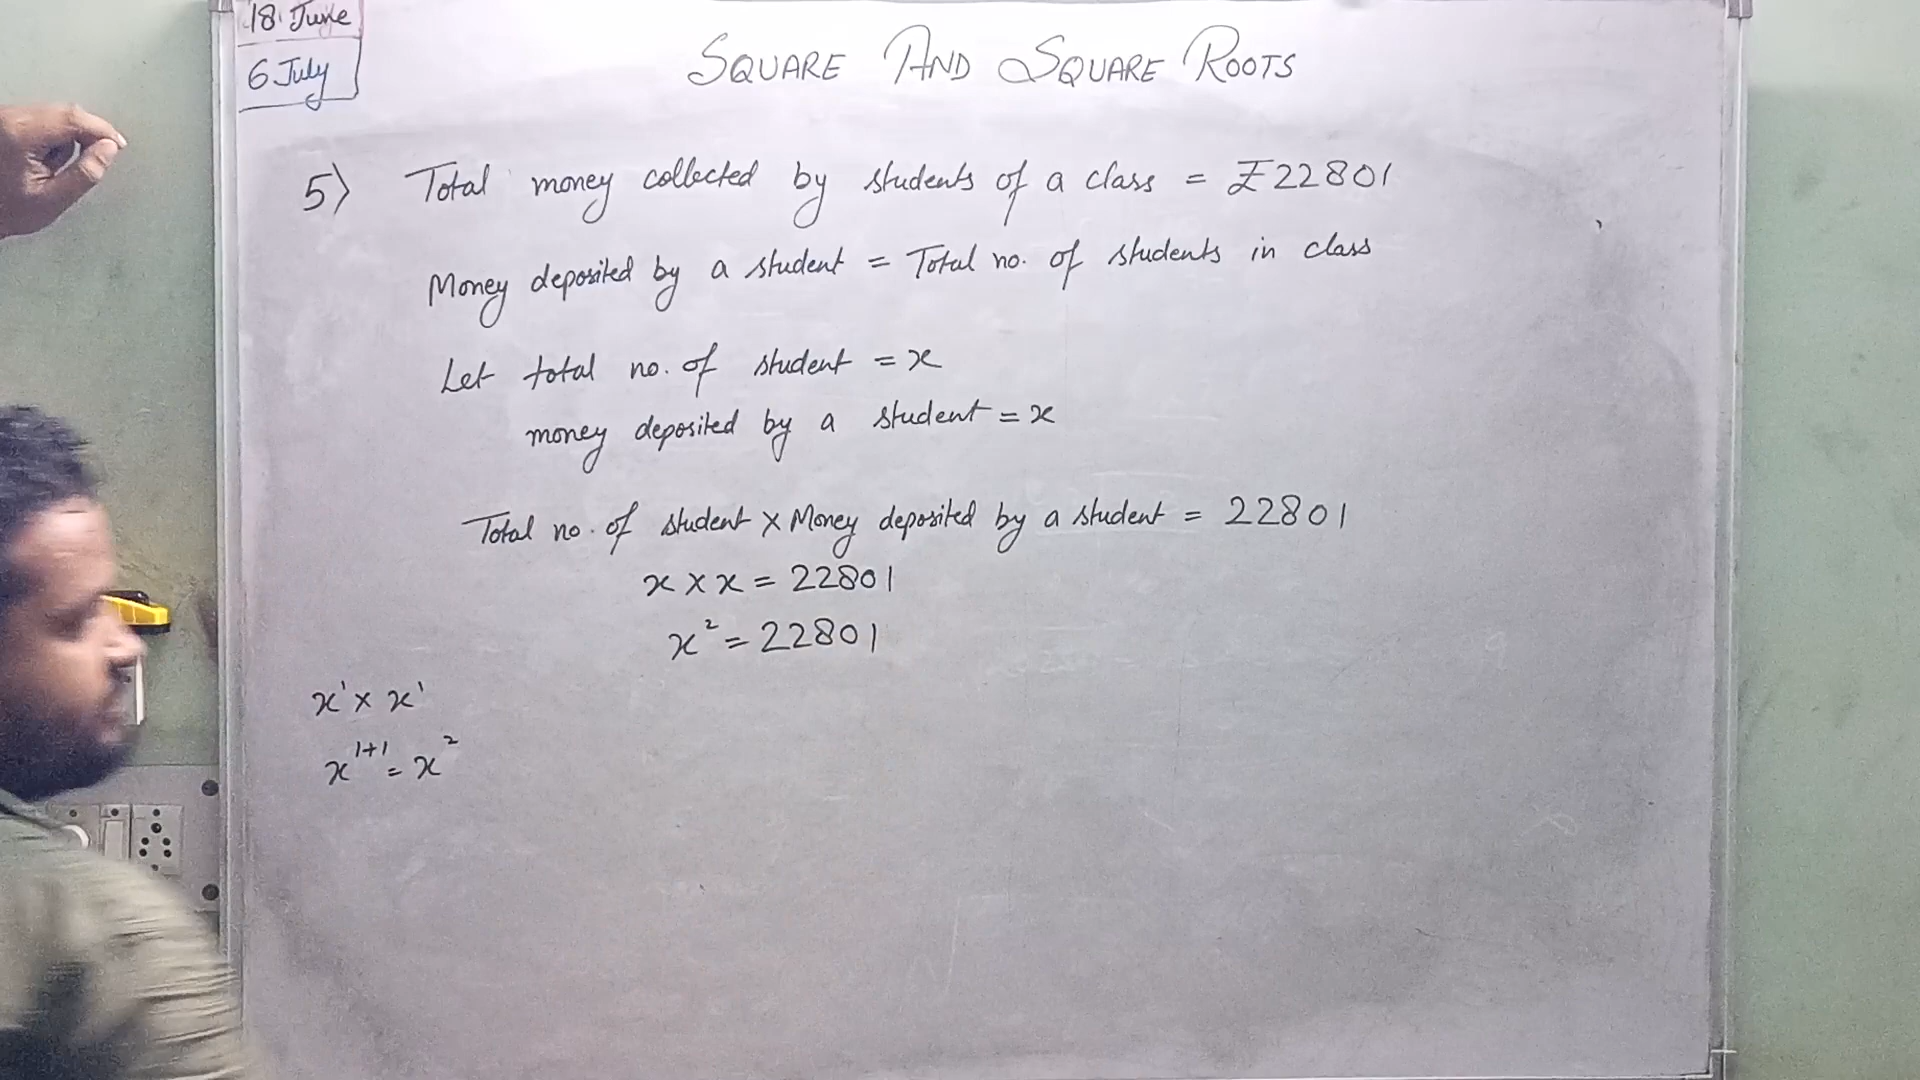 18 June
6 July
SQUARE AND SQUARE ROOTS
5) Total money collected by students of a class = ₹22801
Money deposited by a student = Total no. of students in class
Let total no. of student = x
money deposited by a student = x
Total no. of student × Money deposited by a student = 22801
x × x = 22801
x² = 22801
x¹ × x¹
x¹⁺¹ = x²